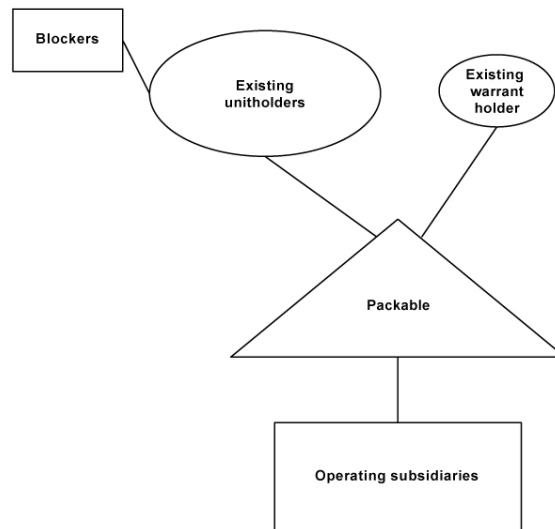 Blockers
Existing
unitholders
Existing
warrant
holder
Packable
Operating subsidiaries